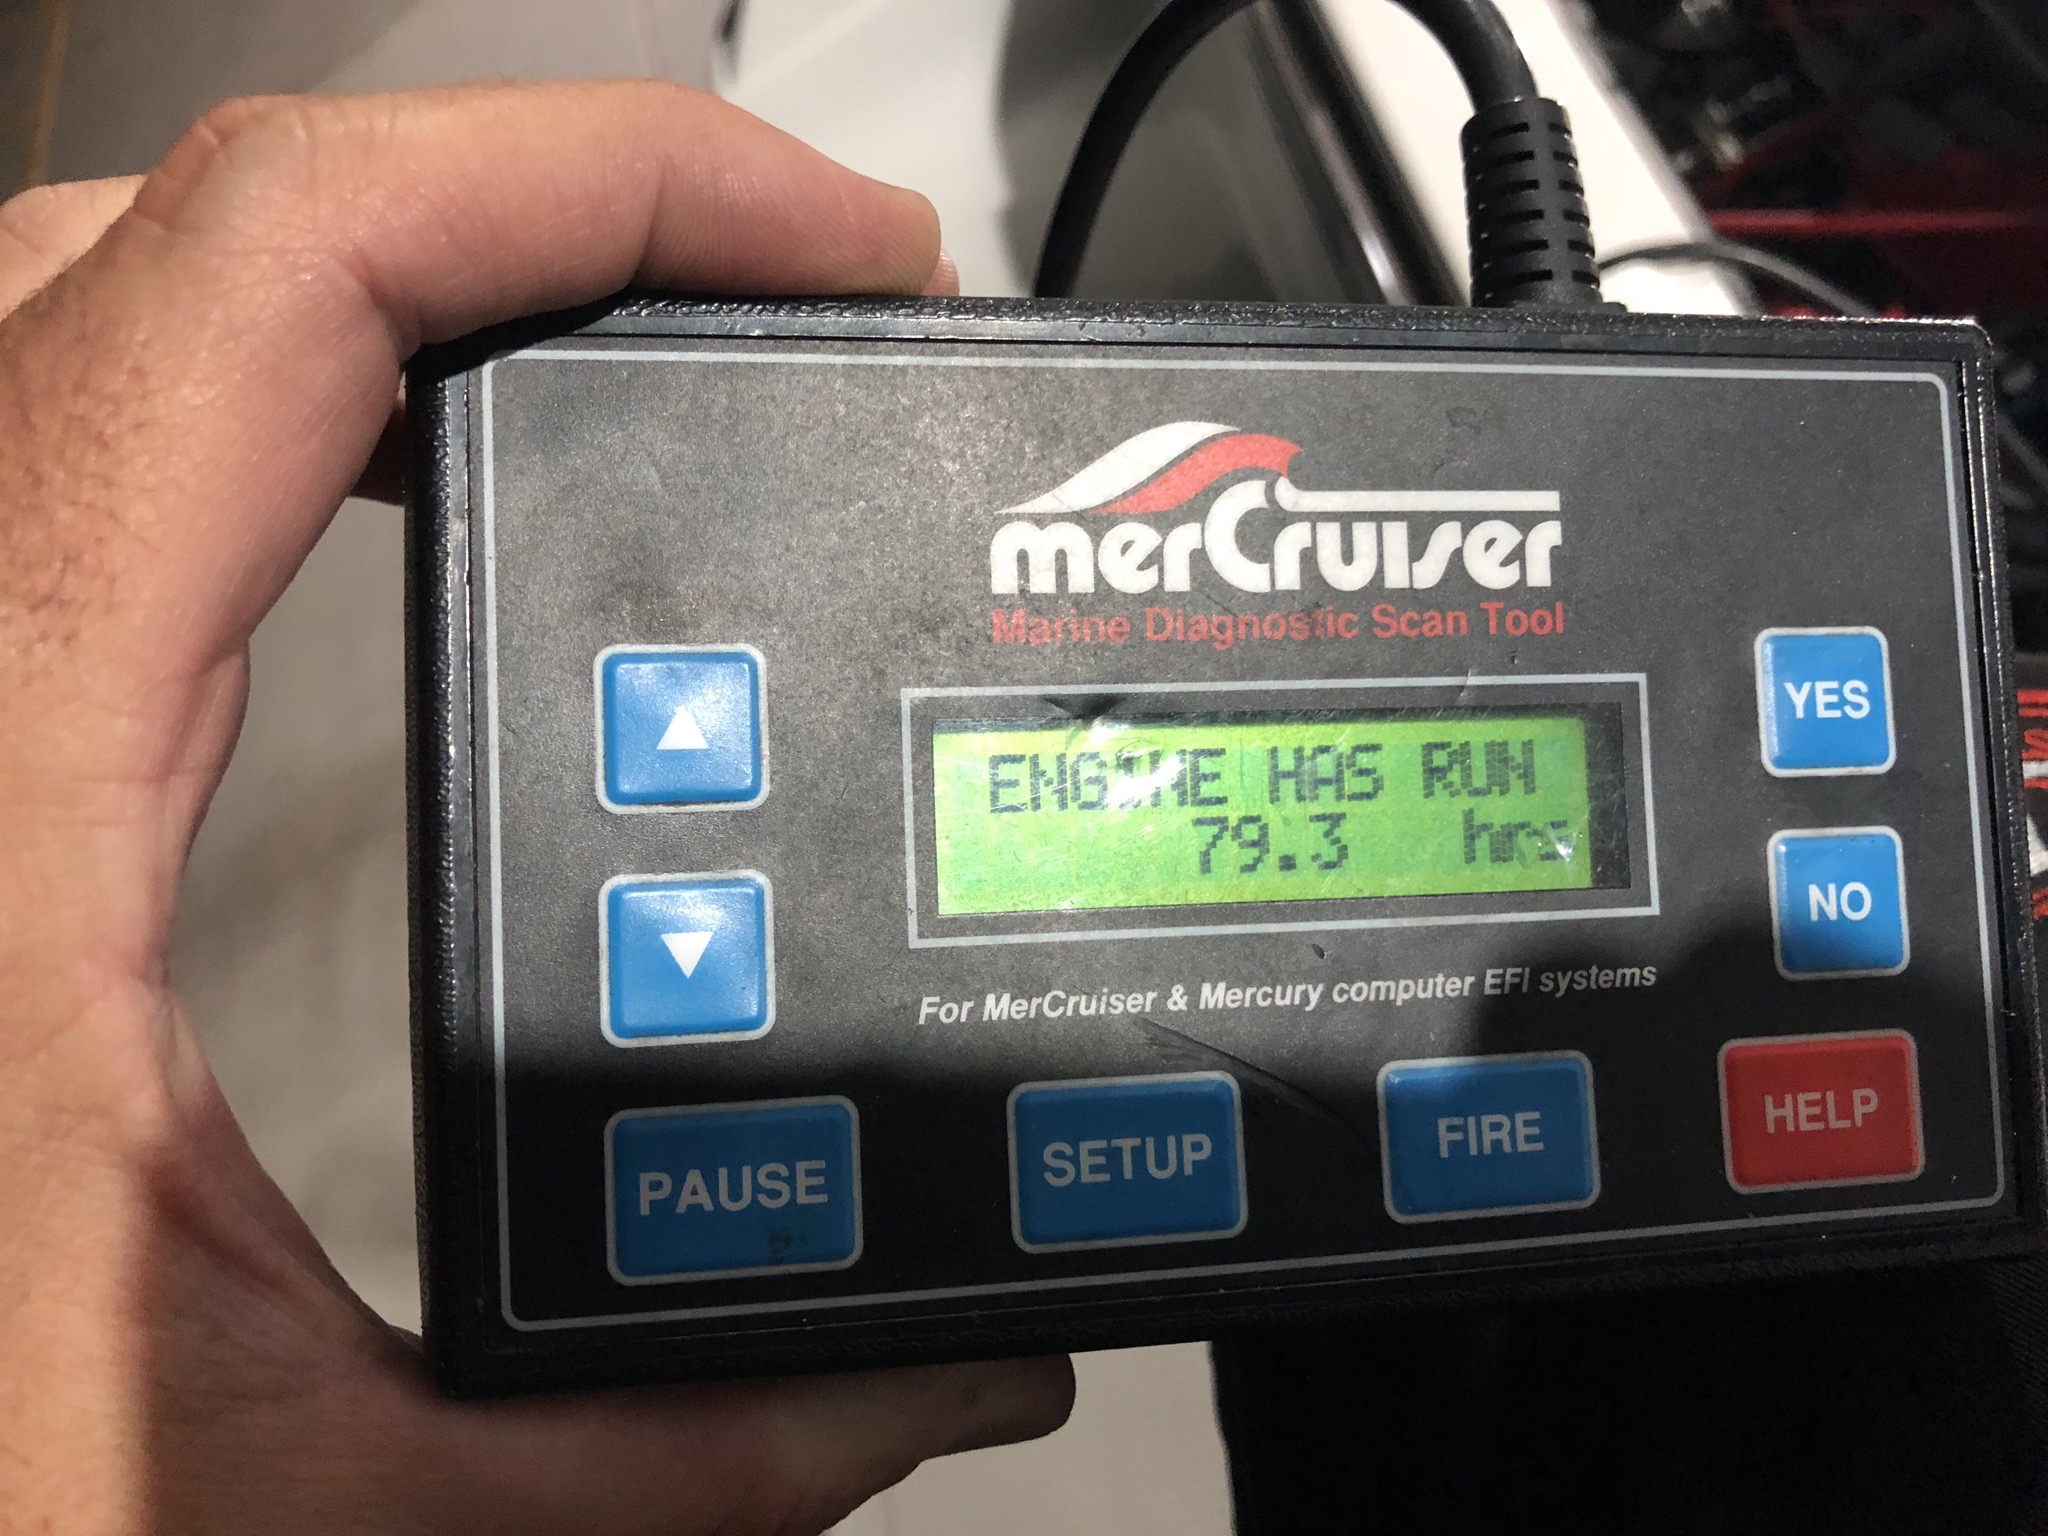 merCruiser
Marine Diagnostic Scan Tool
ENGINE HAS RUN
79.3 hrs
YES
NO
For MerCruiser & Mercury computer EFI systems
PAUSE
SETUP
FIRE
HELP